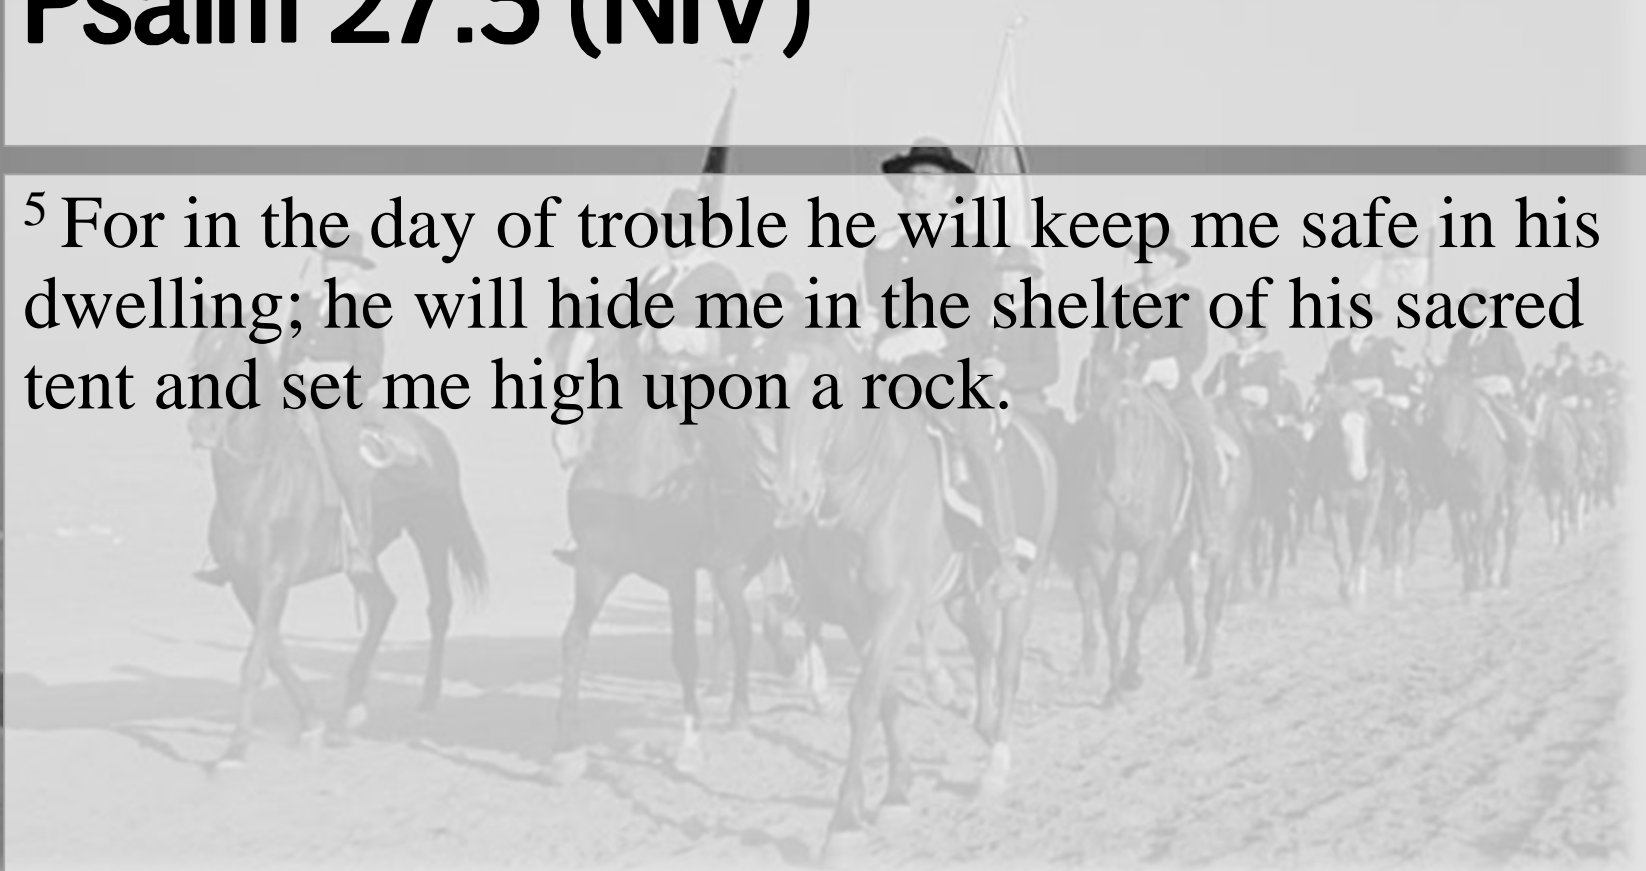 Psalm 27.5 (NIV)
5 For in the day of trouble he will keep me safe in his
dwelling; he will hide me in the shelter of his sacred
tent and set me high upon a rock.